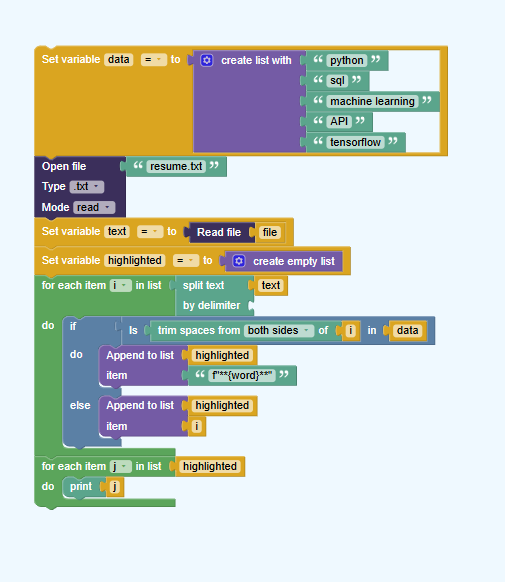 Set variable data = to create list with “ python ”
“ sql ”
“ machine learning ”
“ API ”
“ tensorflow ”
Open file “ resume.txt ”
Type .txt
Mode read
Set variable text = to Read file file
Set variable highlighted = to create empty list
for each item i in list split text text
by delimiter
do if Is trim spaces from both sides of i in data
do Append to list highlighted
item “ f"**{word}**" ”
else Append to list highlighted
item i
for each item j in list highlighted
do print j